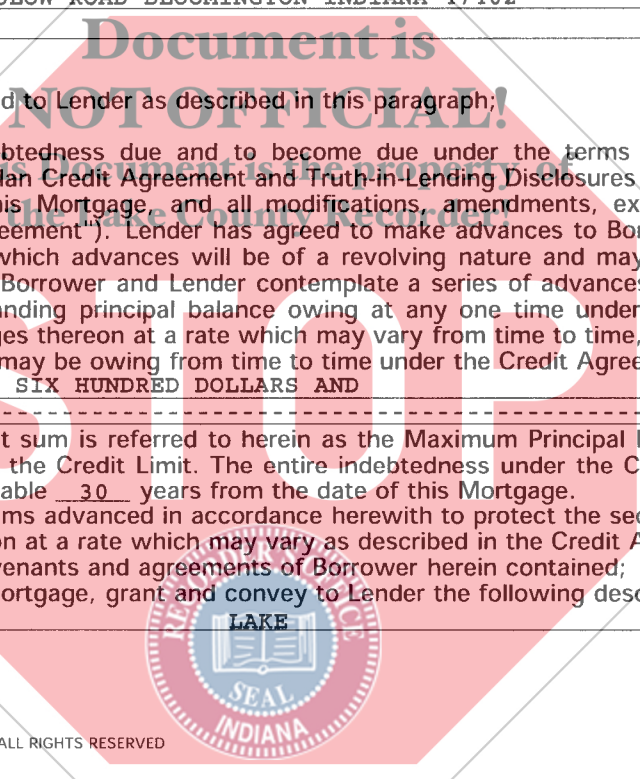 ROAD BLOOMINGTON INDIANA 47402
Document is
NOT OFFICIAL!
d to Lender as described in this paragraph;
This Document is the property of
the Lake County Recorder!
btedness due and to become due under the terms
lan Credit Agreement and Truth-in-Lending Disclosures
his Mortgage, and all modifications, amendments, ex
eement"). Lender has agreed to make advances to Bor
which advances will be of a revolving nature and may
Borrower and Lender contemplate a series of advances
nding principal balance owing at any one time under
ges thereon at a rate which may vary from time to time,
may be owing from time to time under the Credit Agree
SIX HUNDRED DOLLARS AND
STOP
t sum is referred to herein as the Maximum Principal
the Credit Limit. The entire indebtedness under the C
able 30 years from the date of this Mortgage.
ms advanced in accordance herewith to protect the sec
on at a rate which may vary as described in the Credit A
venants and agreements of Borrower herein contained;
ortgage, grant and convey to Lender the following desc
LAKE
RECORDER'S OFFICE
SEAL
INDIANA
ALL RIGHTS RESERVED